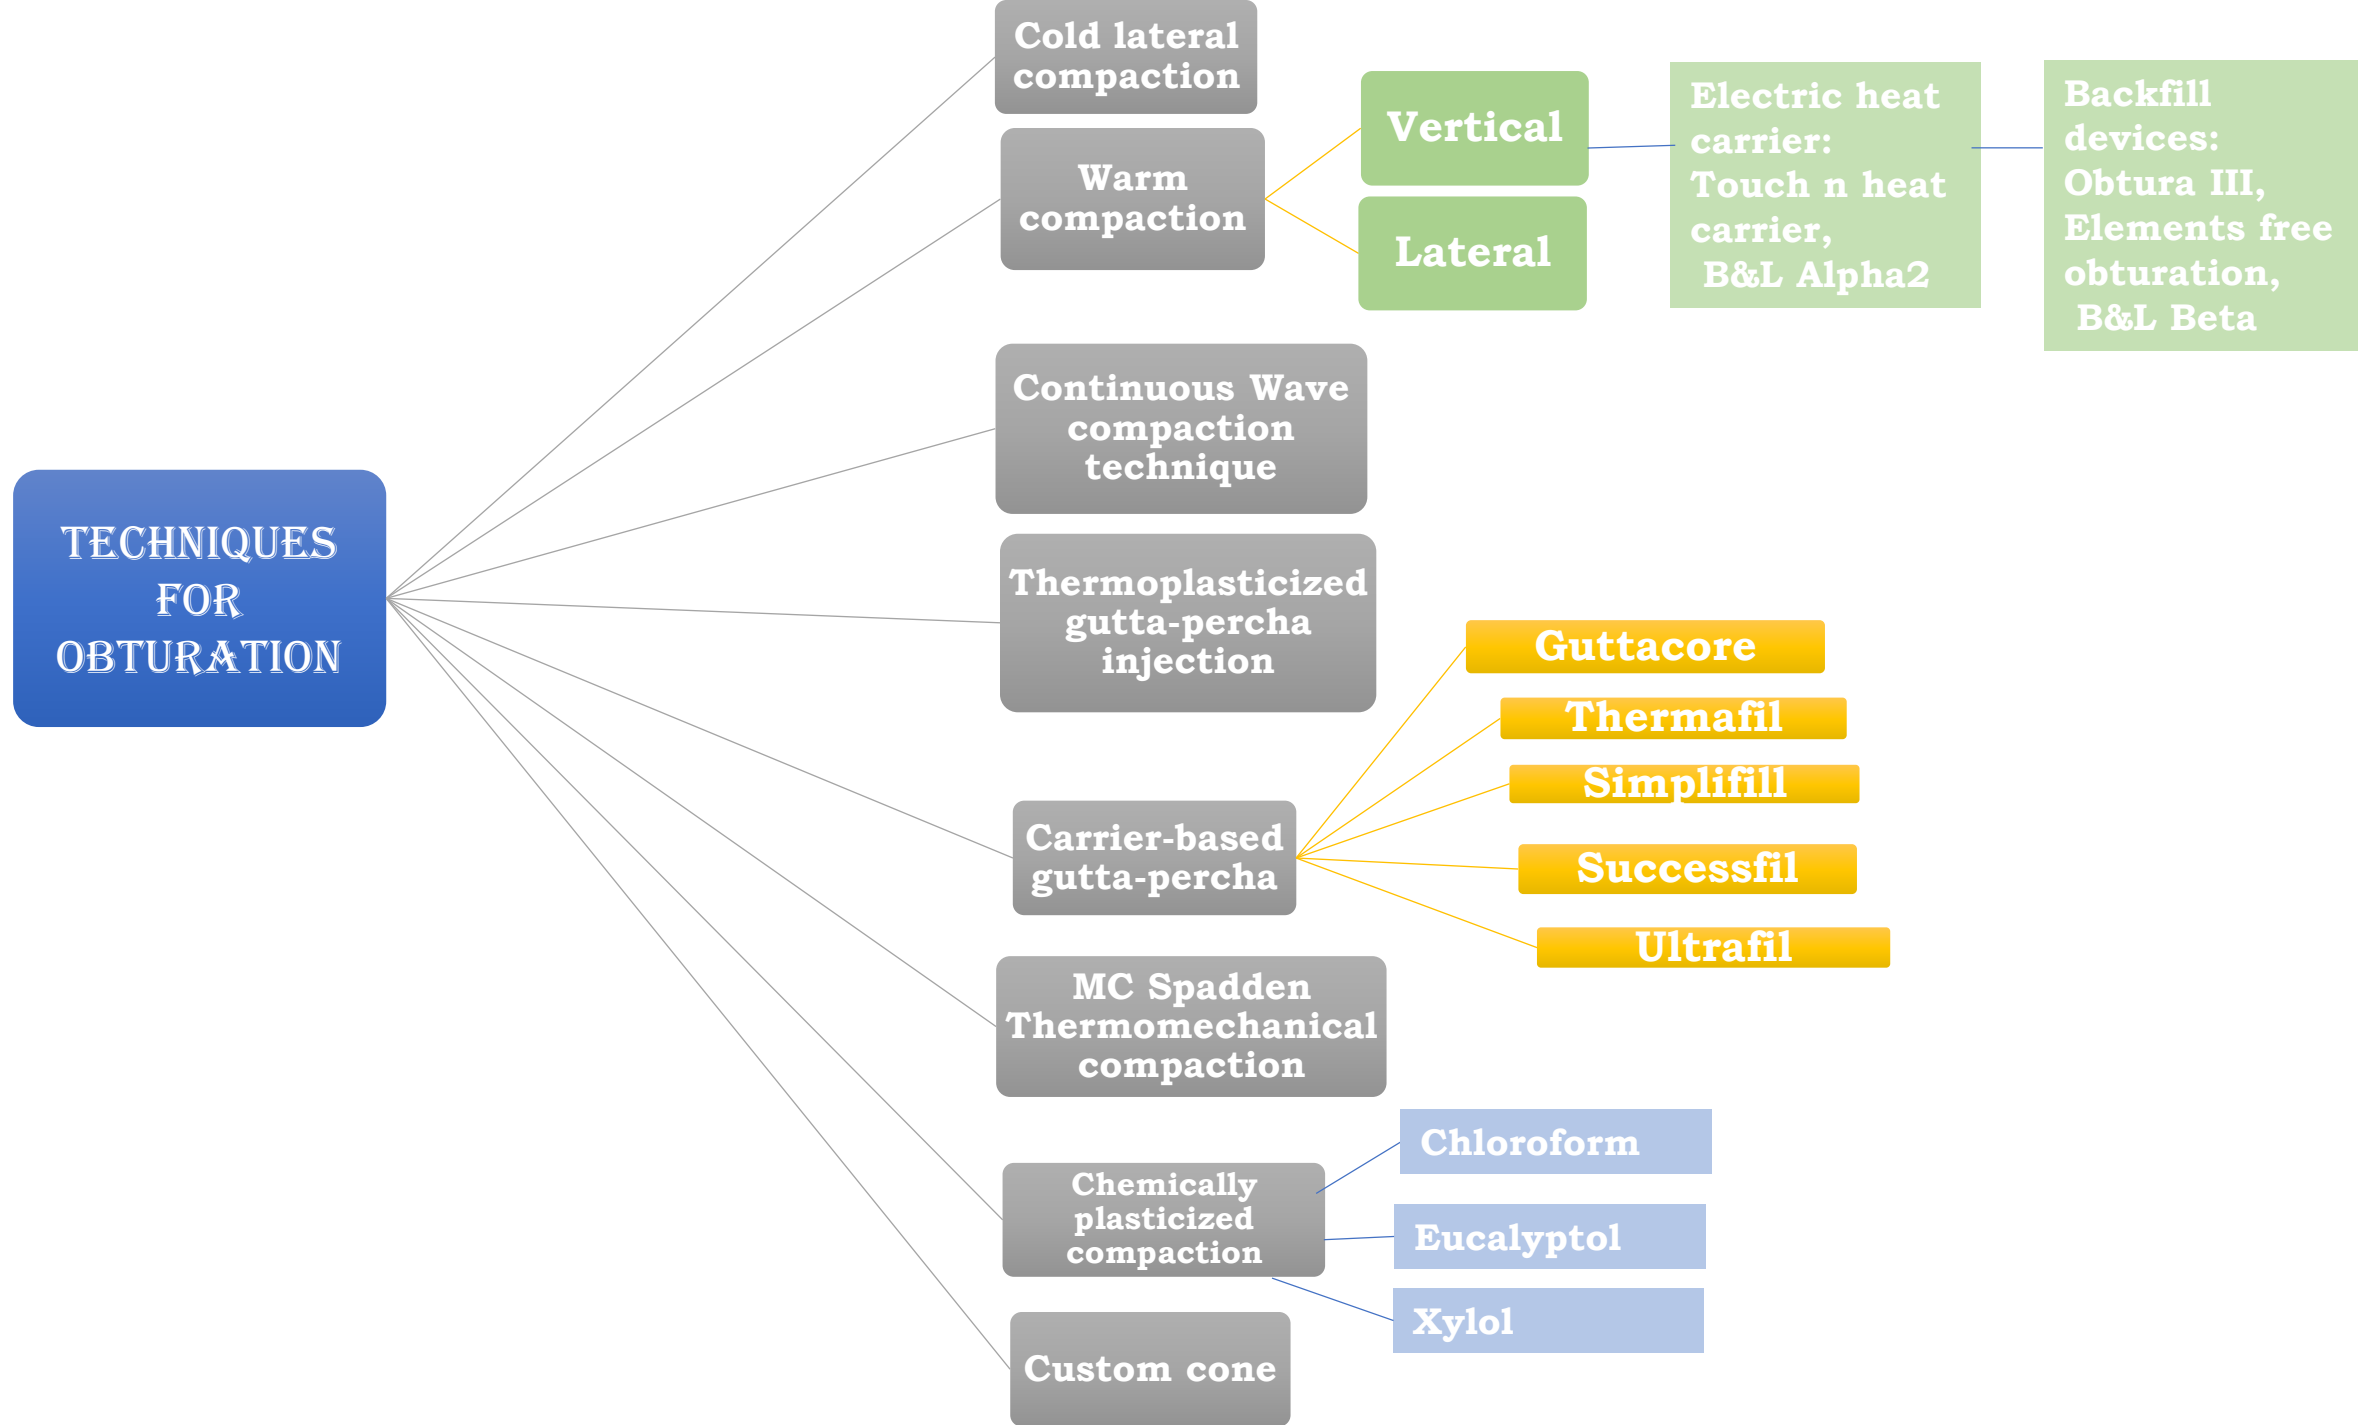 TECHNIQUES
FOR
OBTURATION
Cold lateral
compaction
Warm
compaction
Vertical
Lateral
Electric heat
carrier:
Touch n heat
carrier,
B&L Alpha2
Backfill
devices:
Obtura III,
Elements free
obturation,
B&L Beta
Continuous Wave
compaction
technique
Thermoplasticized
gutta-percha
injection
Carrier-based
gutta-percha
Guttacore
Thermafil
Simplifill
Successfil
Ultrafil
MC Spadden
Thermomechanical
compaction
Chemically
plasticized
compaction
Chloroform
Eucalyptol
Xylol
Custom cone